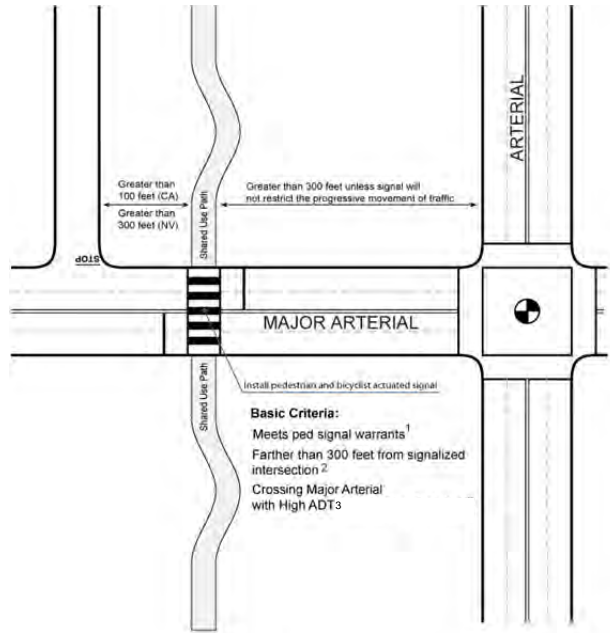 ARTERIAL
Greater than
100 feet (CA)
Greater than
300 feet (NV)
Shared Use Path
Greater than 300 feet unless signal will
not restrict the progressive movement of traffic
STOP
MAJOR ARTERIAL
Install pedestrian and bicyclist actuated signal
Shared Use Path
Basic Criteria:
Meets ped signal warrants1
Farther than 300 feet from signalized
intersection2
Crossing Major Arterial
with High ADT3